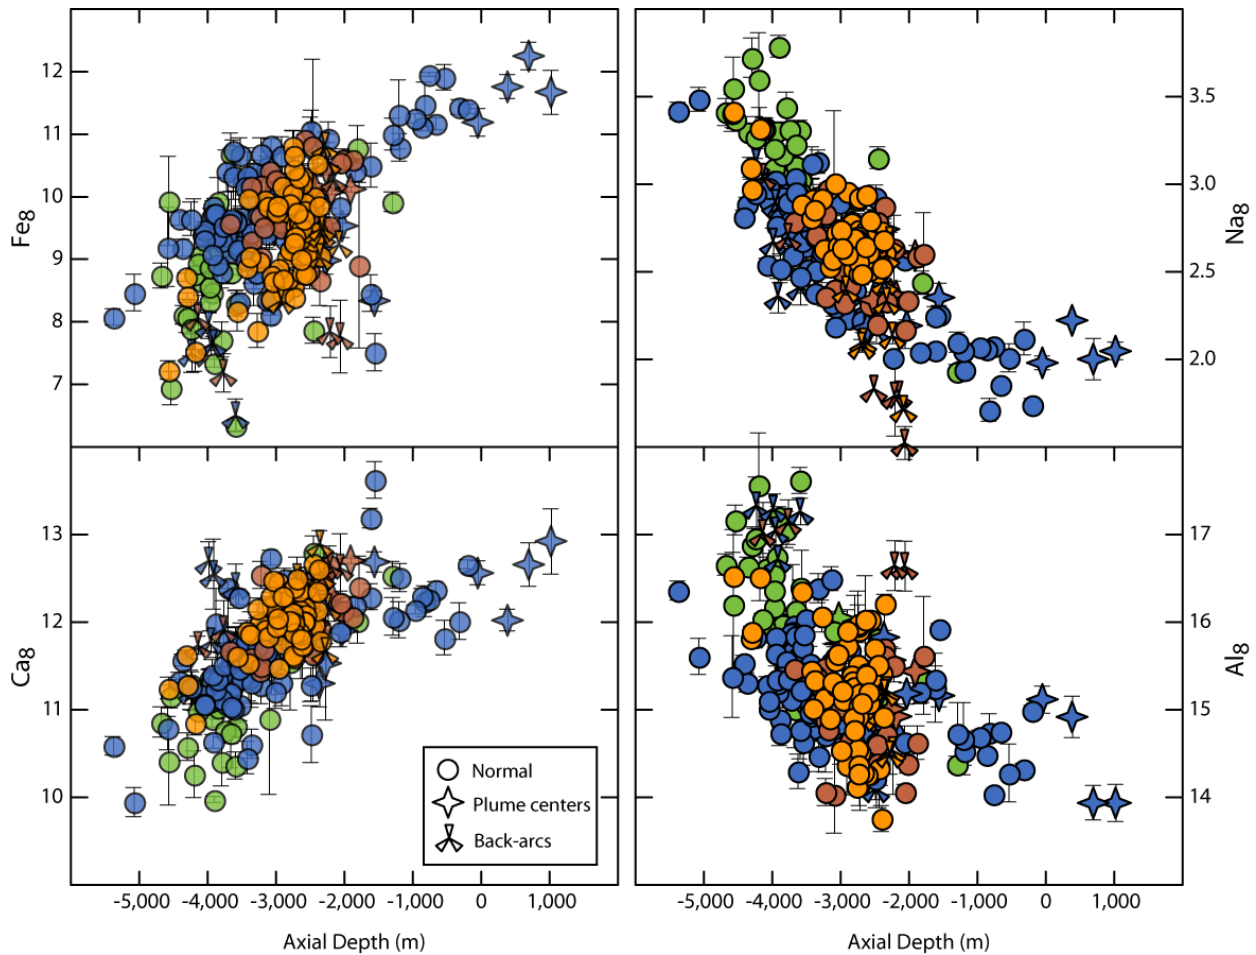 12
11
10
9
8
7
Fe8
3.5
3.0
2.5
2.0
Na8
13
12
11
10
Ca8
Normal
Plume centers
Back-arcs
17
16
15
14
Al8
-5,000 -4,000 -3,000 -2,000 -1,000 0 1,000
Axial Depth (m)
-5,000 -4,000 -3,000 -2,000 -1,000 0 1,000
Axial Depth (m)